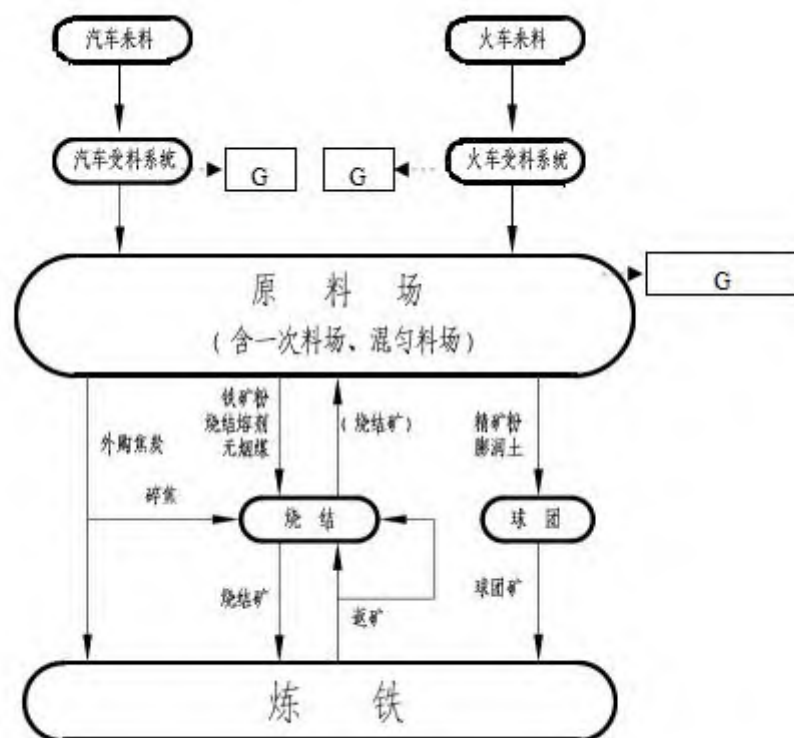 汽车来料
火车来料
汽车受料系统
G
G
火车受料系统
原 料 场
(含一次料场、混匀料场)
G
外购焦炭
铁矿粉
烧结熔剂
无烟煤
(烧结矿)
精矿粉
膨润土
碎焦
烧 结
球 团
烧结矿
返矿
球团矿
炼 铁